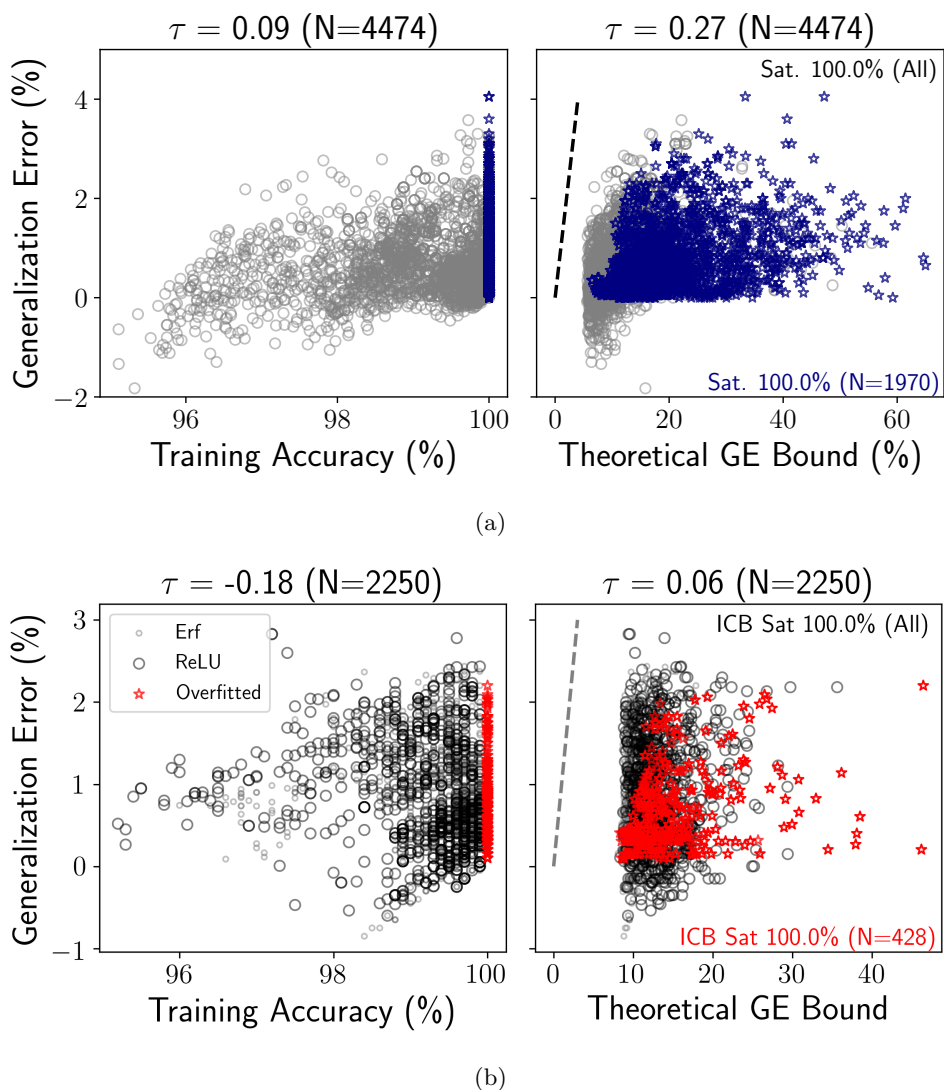 τ = 0.09 (N=4474)
τ = 0.27 (N=4474)
Generalization Error (%)
4
2
0
−2
96
98
100
Training Accuracy (%)
Sat. 100.0% (All)
Sat. 100.0% (N=1970)
0
20
40
60
Theoretical GE Bound (%)
(a)
τ = -0.18 (N=2250)
τ = 0.06 (N=2250)
Generalization Error (%)
3
2
1
0
−1
Erf
ReLU
Overfitted
96
98
100
Training Accuracy (%)
ICB Sat 100.0% (All)
ICB Sat 100.0% (N=428)
0
10
20
30
40
Theoretical GE Bound
(b)